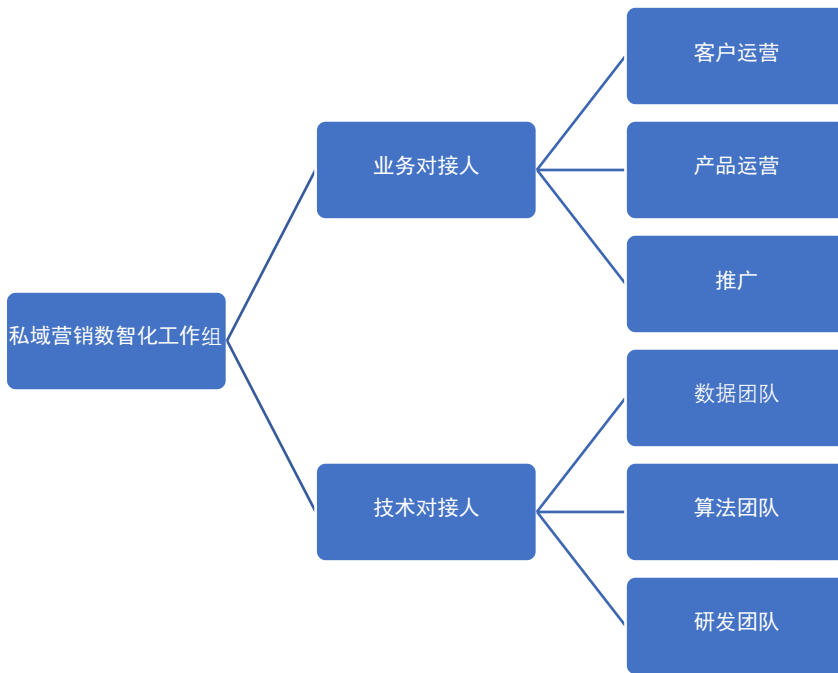 客户运营
业务对接人
产品运营
推广
私域营销数智化工作组
数据团队
技术对接人
算法团队
研发团队